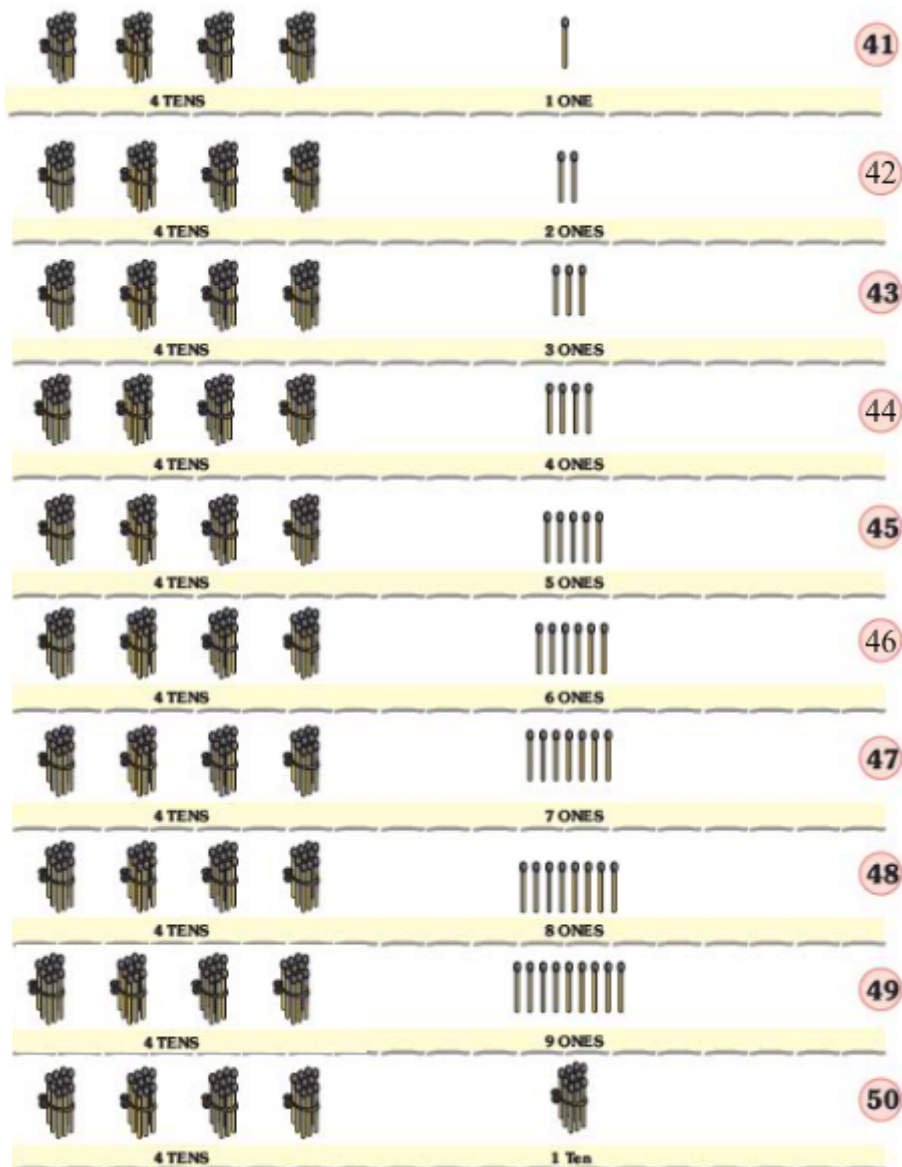 41
4 TENS 1 ONE
42
4 TENS 2 ONES
43
4 TENS 3 ONES
44
4 TENS 4 ONES
45
4 TENS 5 ONES
46
4 TENS 6 ONES
47
4 TENS 7 ONES
48
4 TENS 8 ONES
49
4 TENS 9 ONES
50
4 TENS 1 Ten